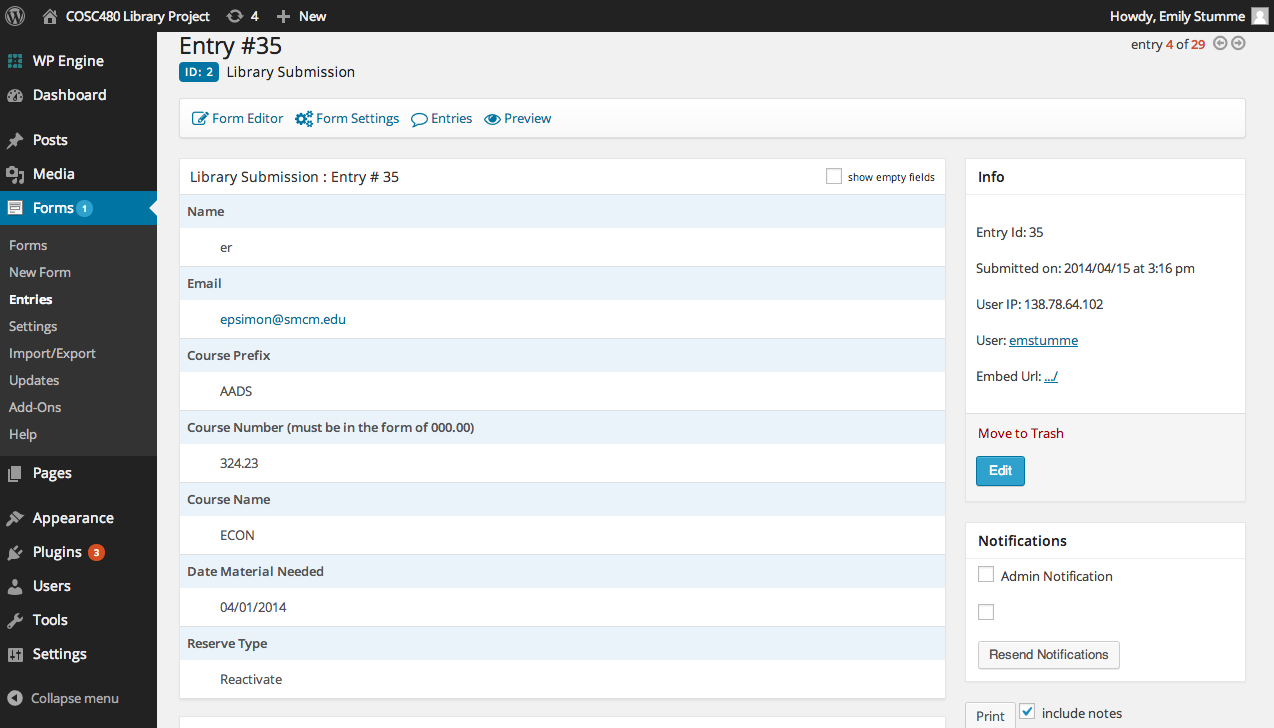 COSC480 Library Project 4 New Howdy, Emily Stumme
WP Engine
Dashboard
Posts
Media
Forms 1
Forms
New Form
Entries
Settings
Import/Export
Updates
Add-Ons
Help
Pages
Appearance
Plugins 3
Users
Tools
Settings
Collapse menu
Entry #35
entry 4 of 29
ID: 2 Library Submission
Form Editor Form Settings Entries Preview
Library Submission : Entry # 35 show empty fields
Name
er
Email
epsimon@smcm.edu
Course Prefix
AADS
Course Number (must be in the form of 000.00)
324.23
Course Name
ECON
Date Material Needed
04/01/2014
Reserve Type
Reactivate
Info
Entry Id: 35
Submitted on: 2014/04/15 at 3:16 pm
User IP: 138.78.64.102
User: emstumme
Embed Url: .../
Move to Trash
Edit
Notifications
Admin Notification
Resend Notifications
Print include notes